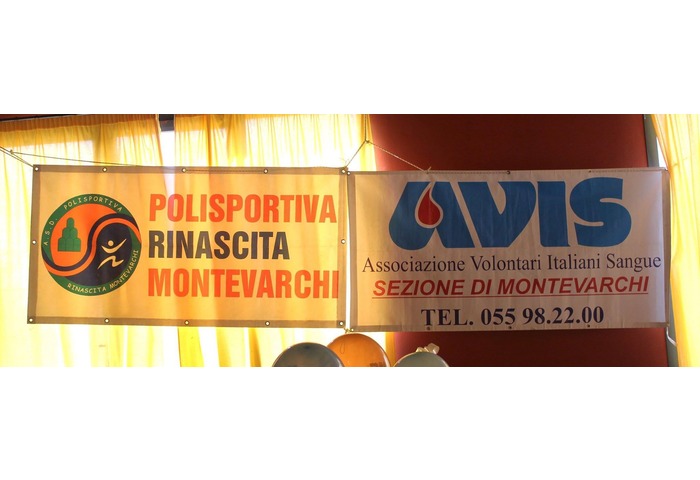 A S D POLISPORTIVA
RINASCITA MONTEVARCHI
POLISPORTIVA
RINASCITA
MONTEVARCHI
AVIS
Associazione Volontari Italiani Sangue
SEZIONE DI MONTEVARCHI
TEL. 055 98.22.00